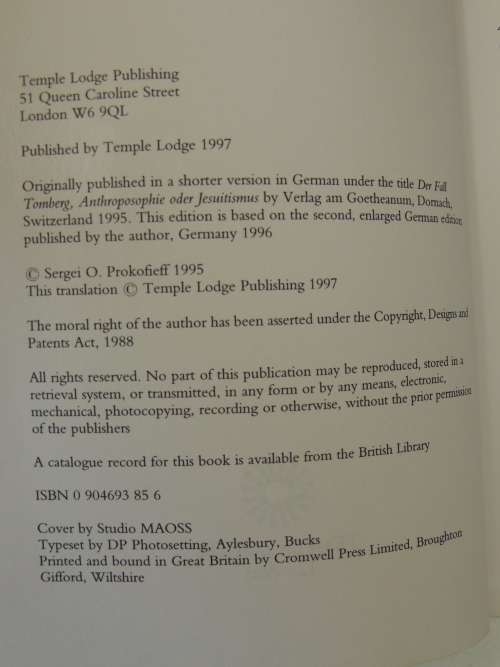 Temple Lodge Publishing
51 Queen Caroline Street
London W6 9QL
Published by Temple Lodge 1997
Originally published in a shorter version in German under the title Der Fall
Tomberg, Anthroposophie oder Jesuitismus by Verlag am Goetheanum, Dornach,
Switzerland 1995. This edition is based on the second, enlarged German edition
published by the author, Germany 1996
© Sergei O. Prokofieff 1995
This translation © Temple Lodge Publishing 1997
The moral right of the author has been asserted under the Copyright, Designs and
Patents Act, 1988
All rights reserved. No part of this publication may be reproduced, stored in a
retrieval system, or transmitted, in any form or by any means, electronic,
mechanical, photocopying, recording or otherwise, without the prior permission
of the publishers
A catalogue record for this book is available from the British Library
ISBN 0 904693 85 6
Cover by Studio MAOSS
Typeset by DP Photosetting, Aylesbury, Bucks
Printed and bound in Great Britain by Cromwell Press Limited, Broughton
Gifford, Wiltshire